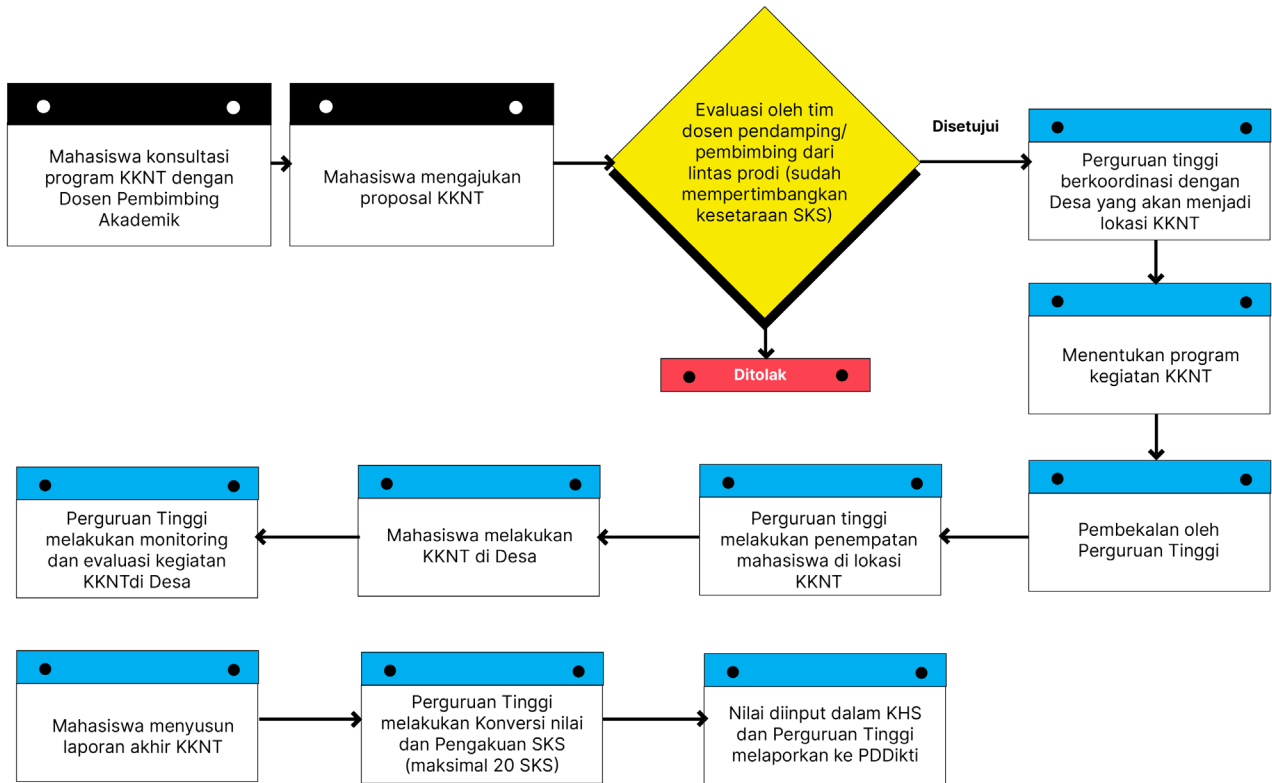 Mahasiswa konsultasi
program KKNT dengan
Dosen Pembimbing
Akademik
Mahasiswa mengajukan
proposal KKNT
Evaluasi oleh tim
dosen pendamping/
pembimbing dari
lintas prodi (sudah
mempertimbangkan
kesetaraan SKS)
Disetujui
Ditolak
Perguruan tinggi
berkoordinasi dengan
Desa yang akan menjadi
lokasi KKNT
Menentukan program
kegiatan KKNT
Pembekalan oleh
Perguruan Tinggi
Perguruan tinggi
melakukan penempatan
mahasiswa di lokasi
KKNT
Mahasiswa melakukan
KKNT di Desa
Perguruan Tinggi
melakukan monitoring
dan evaluasi kegiatan
KKNTdi Desa
Mahasiswa menyusun
laporan akhir KKNT
Perguruan Tinggi
melakukan Konversi nilai
dan Pengakuan SKS
(maksimal 20 SKS)
Nilai diinput dalam KHS
dan Perguruan Tinggi
melaporkan ke PDDikti